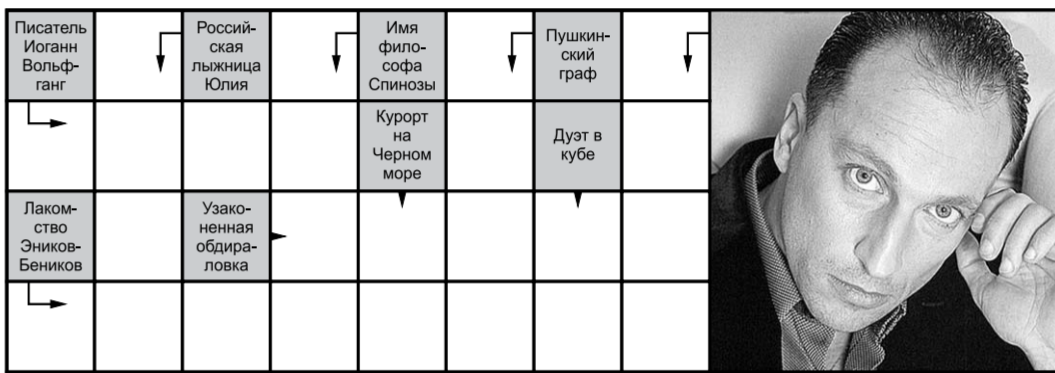 Писатель
Иоганн
Вольф-
ганг
Россий-
ская
лыжница
Юлия
Имя
фило-
софа
Спинозы
Пушкин-
ский
граф
Курорт
на
Черном
море
Дуэт в
кубе
Лаком-
ство
Эников-
Беников
Узако-
ненная
обдира-
ловка